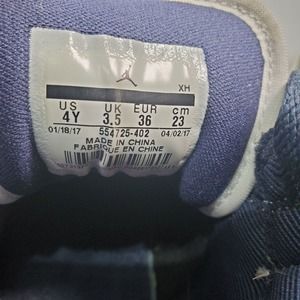 XH
US UK EUR cm
4Y 3.5 36 23
01/18/17 554725-402 04/02/17
MADE IN CHINA
FABRIQUE EN CHINE